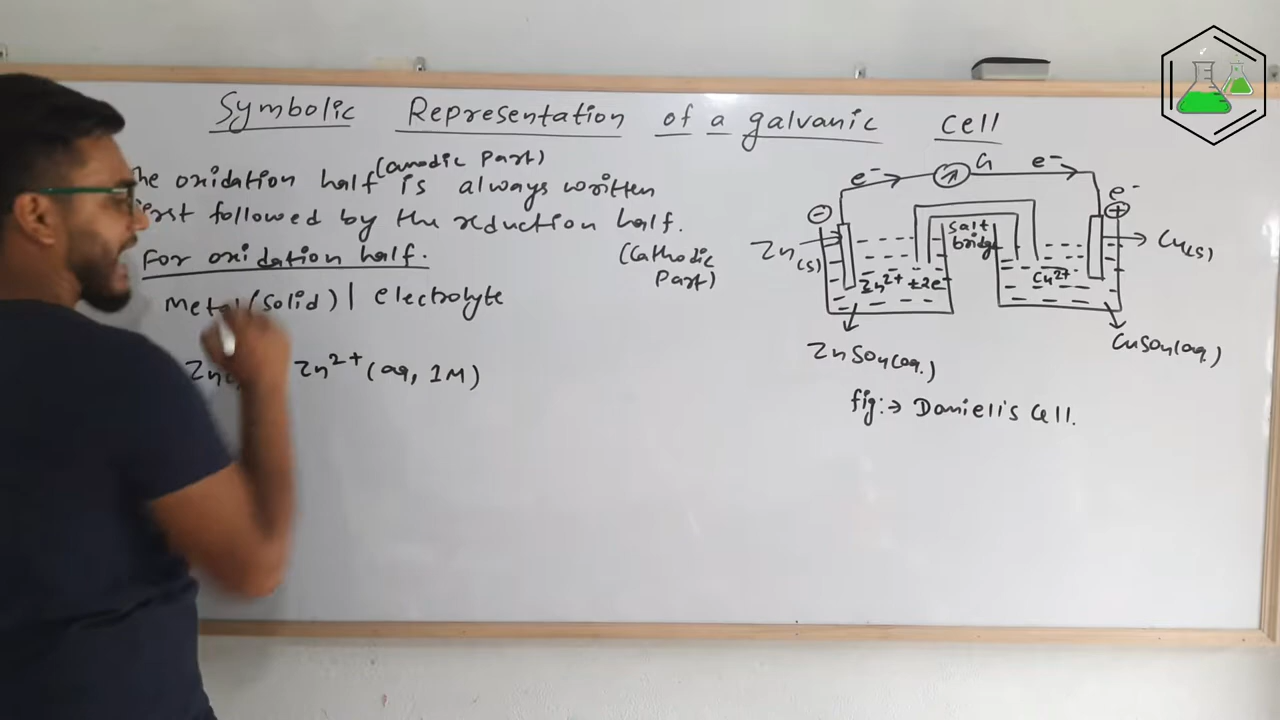 Symbolic Representation of a galvanic cell
(anodic Part)
he oxidation half is always written
irst followed by the reduction half.
(Cathodic
Part)
For oxidation half.
Metal(solid) | electrolyte
Zn²⁺ (aq, 1M)
e⁻ G e⁻
e⁻
- +
Zn(s)
salt
bridge
Cu(s)
Zn²⁺ +2e⁻
Cu²⁺
ZnSO4(aq.)
CuSO4(aq.)
fig:→ Daniell's Cell.